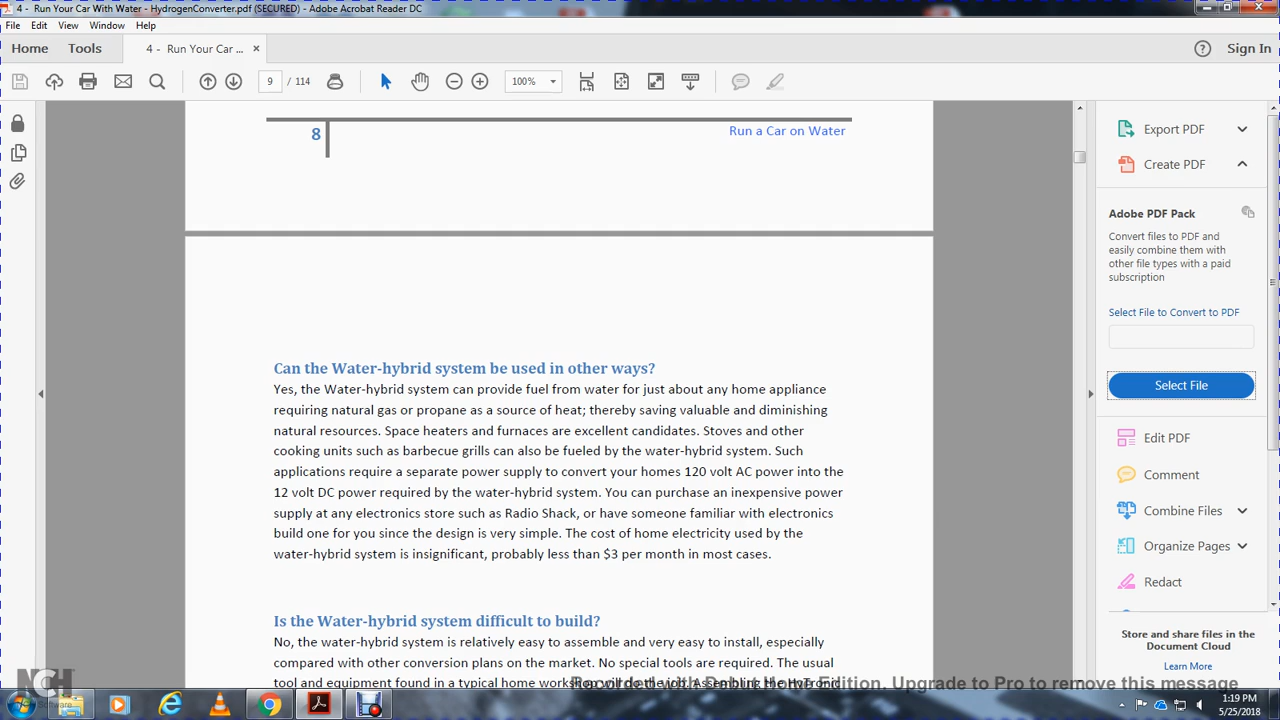 4 - Run Your Car With Water - HydrogenConverter.pdf (SECURED) - Adobe Acrobat Reader DC
File Edit View Window Help
Home Tools 4 - Run Your Car ... × Sign In
9 / 114 100%
8 Run a Car on Water
Can the Water-hybrid system be used in other ways?
Yes, the Water-hybrid system can provide fuel from water for just about any home appliance
requiring natural gas or propane as a source of heat; thereby saving valuable and diminishing
natural resources. Space heaters and furnaces are excellent candidates. Stoves and other
cooking units such as barbecue grills can also be fueled by the water-hybrid system. Such
applications require a separate power supply to convert your homes 120 volt AC power into the
12 volt DC power required by the water-hybrid system. You can purchase an inexpensive power
supply at any electronics store such as Radio Shack, or have someone familiar with electronics
build one for you since the design is very simple. The cost of home electricity used by the
water-hybrid system is insignificant, probably less than $3 per month in most cases.
Is the Water-hybrid system difficult to build?
No, the water-hybrid system is relatively easy to assemble and very easy to install, especially
compared with other conversion plans on the market. No special tools are required. The usual
tool and equipment found in a typical home workshop will do the job. Assembling the
Export PDF
Create PDF
Adobe PDF Pack
Convert files to PDF and
easily combine them with
other file types with a paid
subscription
Select File to Convert to PDF
Select File
Edit PDF
Comment
Combine Files
Organize Pages
Redact
Store and share files in the
Document Cloud
Learn More
NCH
Software
Home Edition. Upgrade to Pro to remove this message
1:19 PM
5/25/2018